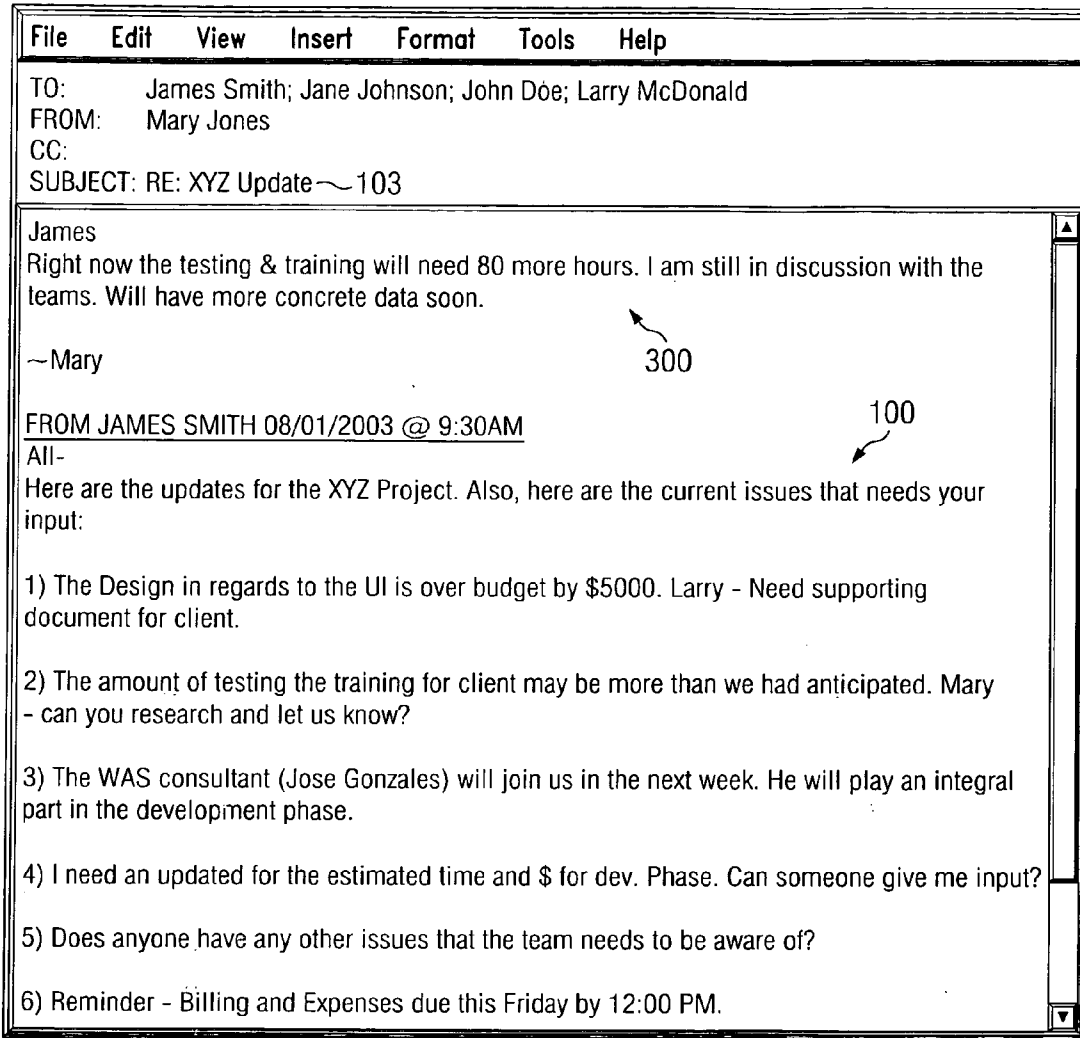 File Edit View Insert Format Tools Help
TO: James Smith; Jane Johnson; John Doe; Larry McDonald
FROM: Mary Jones
CC:
SUBJECT: RE: XYZ Update ~103
James
Right now the testing & training will need 80 more hours. I am still in discussion with the
teams. Will have more concrete data soon.
300
~Mary
100
FROM JAMES SMITH 08/01/2003 @ 9:30AM
All-
Here are the updates for the XYZ Project. Also, here are the current issues that needs your
input:
1) The Design in regards to the UI is over budget by $5000. Larry - Need supporting
document for client.
2) The amount of testing the training for client may be more than we had anticipated. Mary
- can you research and let us know?
3) The WAS consultant (Jose Gonzales) will join us in the next week. He will play an integral
part in the development phase.
4) I need an updated for the estimated time and $ for dev. Phase. Can someone give me input?
5) Does anyone have any other issues that the team needs to be aware of?
6) Reminder - Billing and Expenses due this Friday by 12:00 PM.